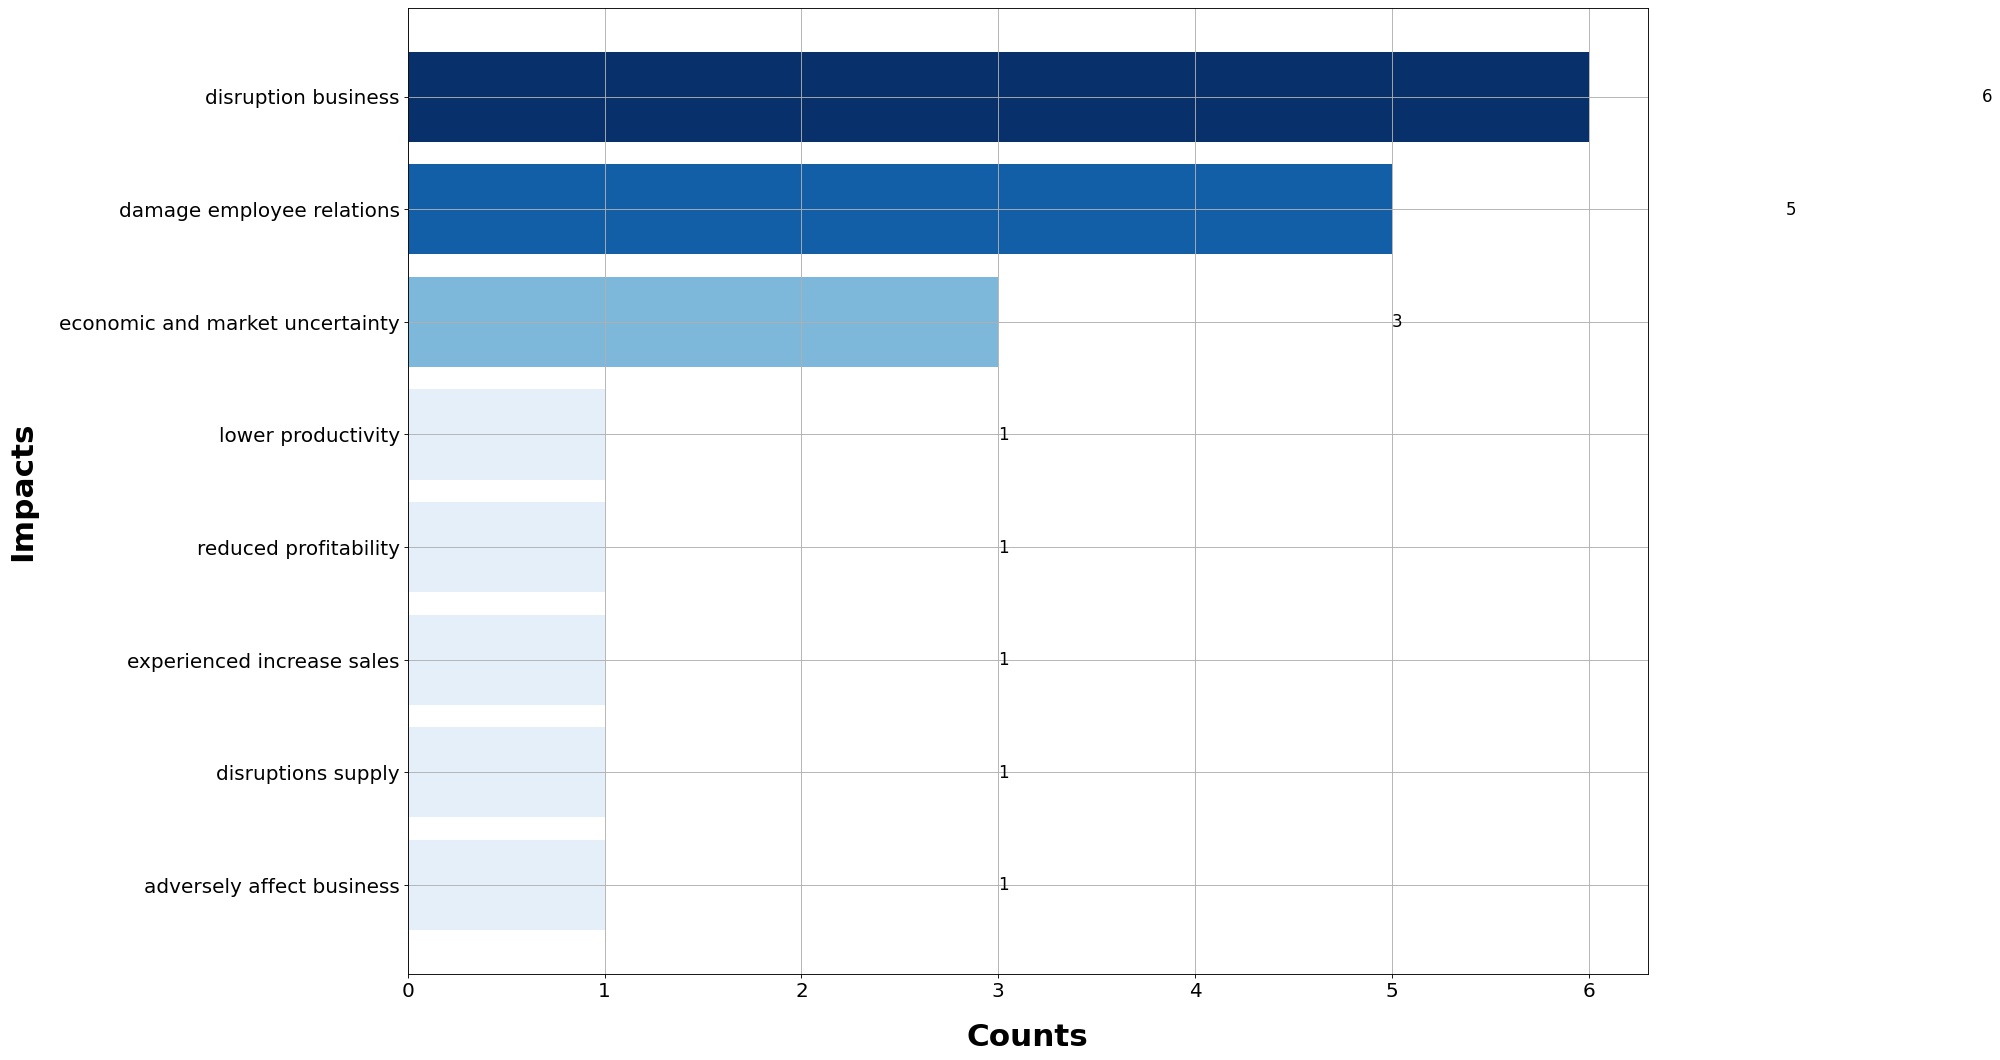 disruption business 6
damage employee relations 5
economic and market uncertainty 3
lower productivity 1
reduced profitability 1
experienced increase sales 1
disruptions supply 1
adversely affect business 1
Impacts
0 1 2 3 4 5 6
Counts